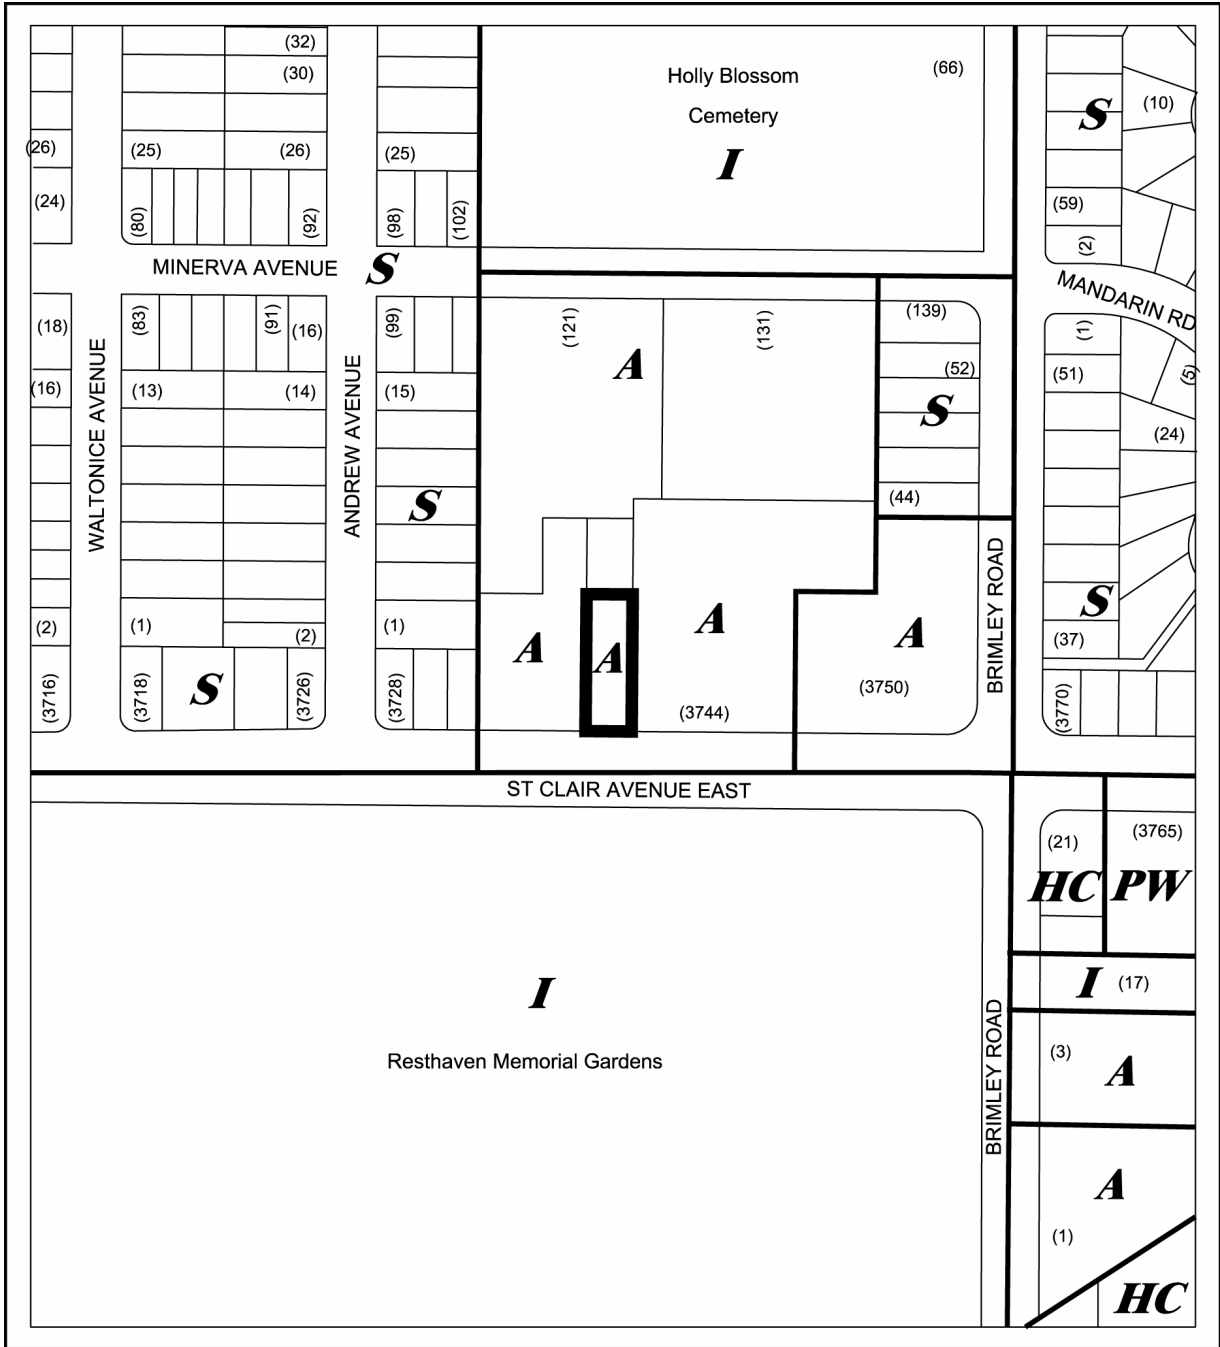 (32)
(30)
Holly Blossom
(66)
Cemetery
S
(10)
(26)
(25)
(26)
(25)
I
(24)
(80)
(92)
(98)
(102)
(59)
(2)
MINERVA AVENUE
S
MANDARIN RD
(18)
(83)
(91)
(16)
(99)
(121)
(131)
(139)
(1)
A
(52)
(51)
(5)
(16)
(13)
(14)
(15)
S
(24)
WALTONICE AVENUE
ANDREW AVENUE
S
(44)
BRIMLEY ROAD
S
(2)
(1)
(2)
(1)
A
A
A
A
(37)
(3716)
(3718)
S
(3726)
(3728)
(3744)
(3750)
(3770)
ST CLAIR AVENUE EAST
(21)
(3765)
HC
PW
I
I
(17)
Resthaven Memorial Gardens
BRIMLEY ROAD
(3)
A
A
(1)
HC